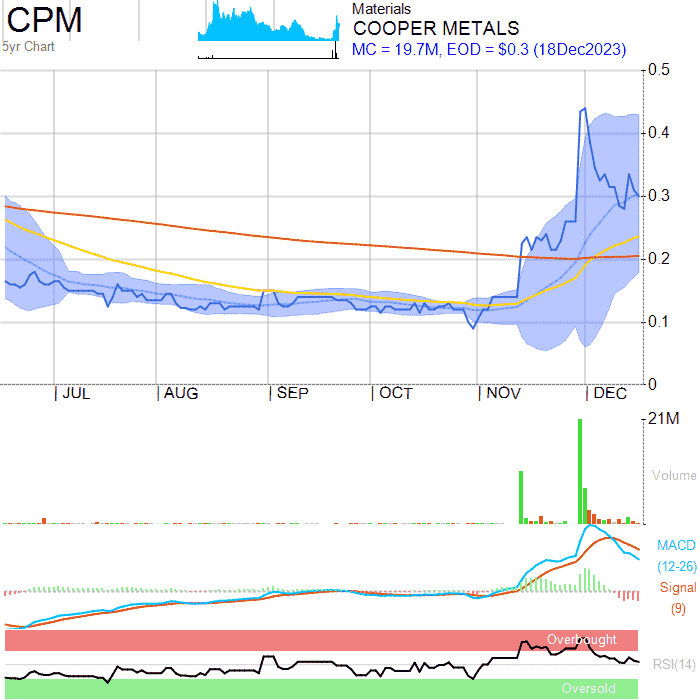 CPM
5yr Chart
Materials
COOPER METALS
MC = 19.7M, EOD = $0.3 (18Dec2023)
0.5
0.4
0.3
0.2
0.1
0
JUL AUG SEP OCT NOV DEC
21M
Volume
MACD
(12-26)
Signal
(9)
Overbought
RSI(14)
Oversold